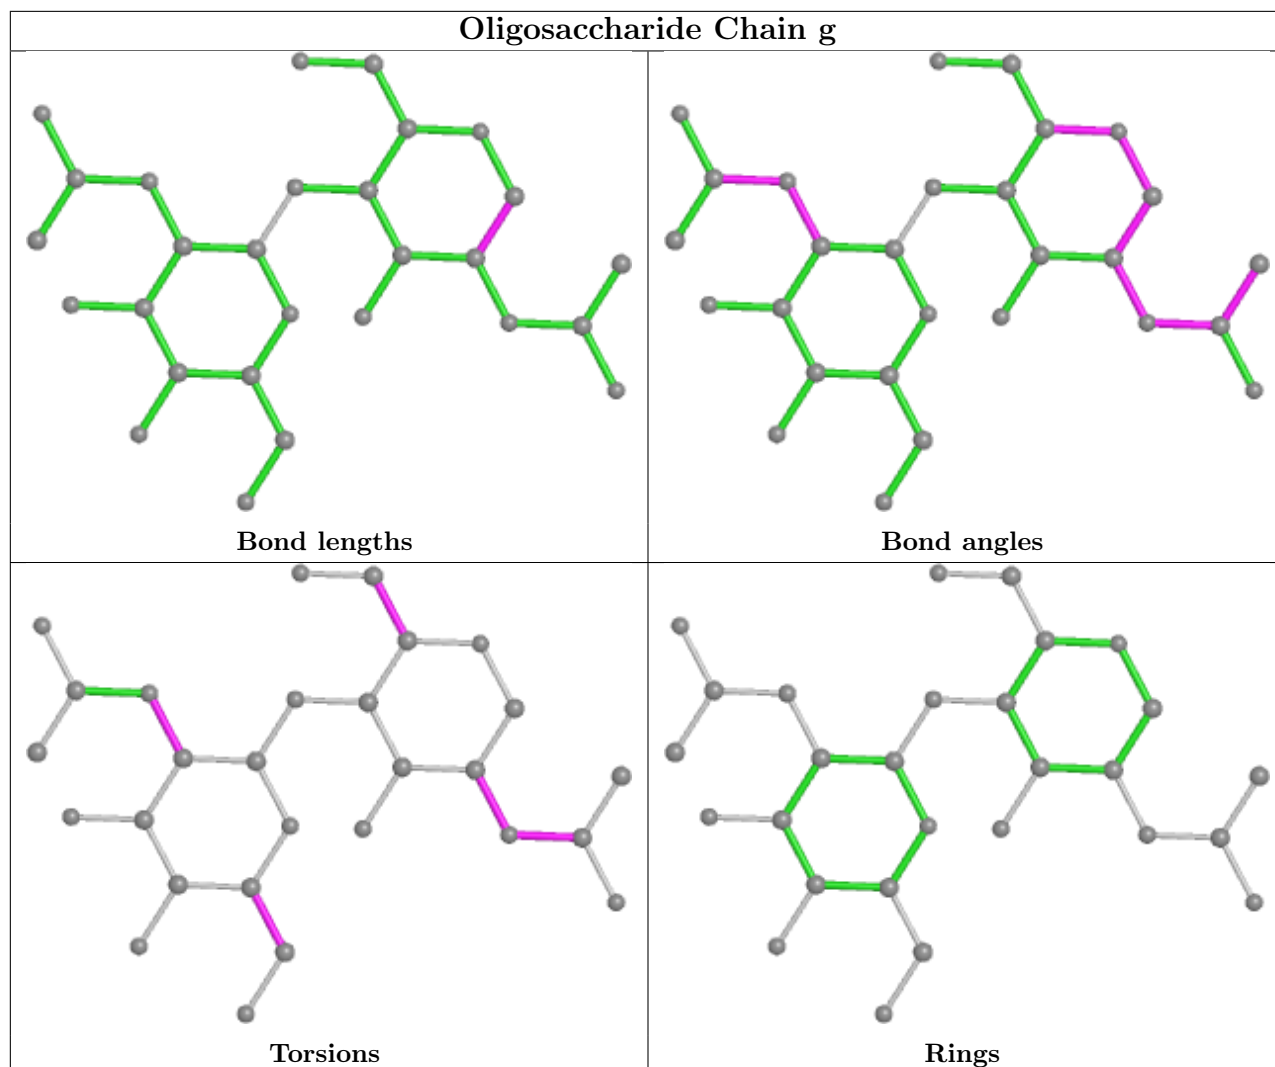 Oligosaccharide Chain g
Bond lengths
Bond angles
Torsions
Rings